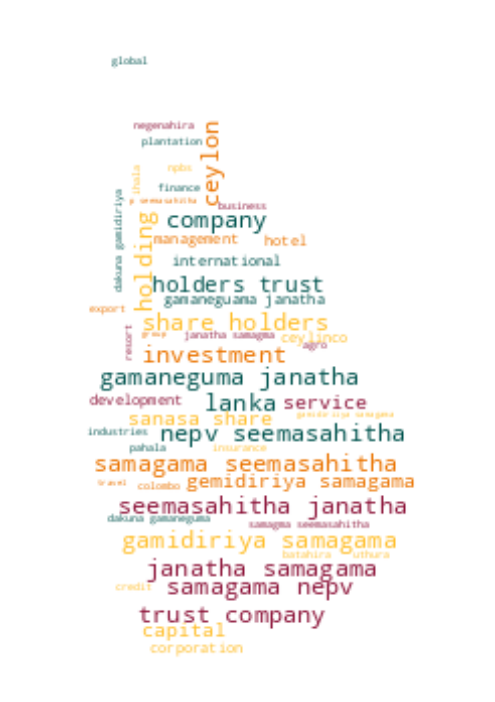 global
negenahira
plantation
ceylon
ihala
npbs
finance
p seemasahitha
dakuna gamidiriya
business
company
holding
management
hotel
international
holders trust
gamaneguama janatha
export
share holders
resort
group
janatha samagma
ceylinco
agro
investment
gamaneguma janatha
development
lanka
service
sanasa share
gamidiriya samagama
industries
nepv seemasahitha
pahala
insurance
samagama seemasahitha
travel
colombo
gemidiriya samagama
seemasahitha janatha
dakuna gamaneguma
samagma seemasahitha
gamidiriya samagama
batahira
uthura
janatha samagama
credit
samagama nepv
trust company
capital
corporation